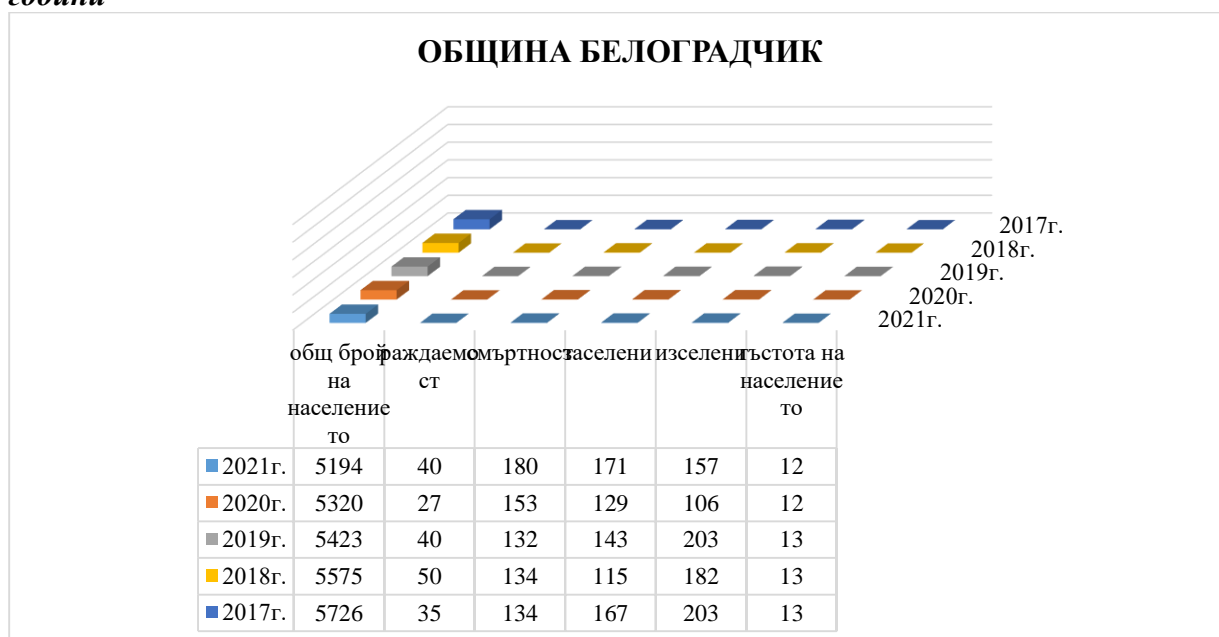 години
ОБЩИНА БЕЛОГРАДЧИК
2017г.
2018г.
2019г.
2020г.
2021г.
общ брой на населението
раждаемост
смъртност
заселени
изселени
гъстота на населението
2021г. 5194 40 180 171 157 12
2020г. 5320 27 153 129 106 12
2019г. 5423 40 132 143 203 13
2018г. 5575 50 134 115 182 13
2017г. 5726 35 134 167 203 13